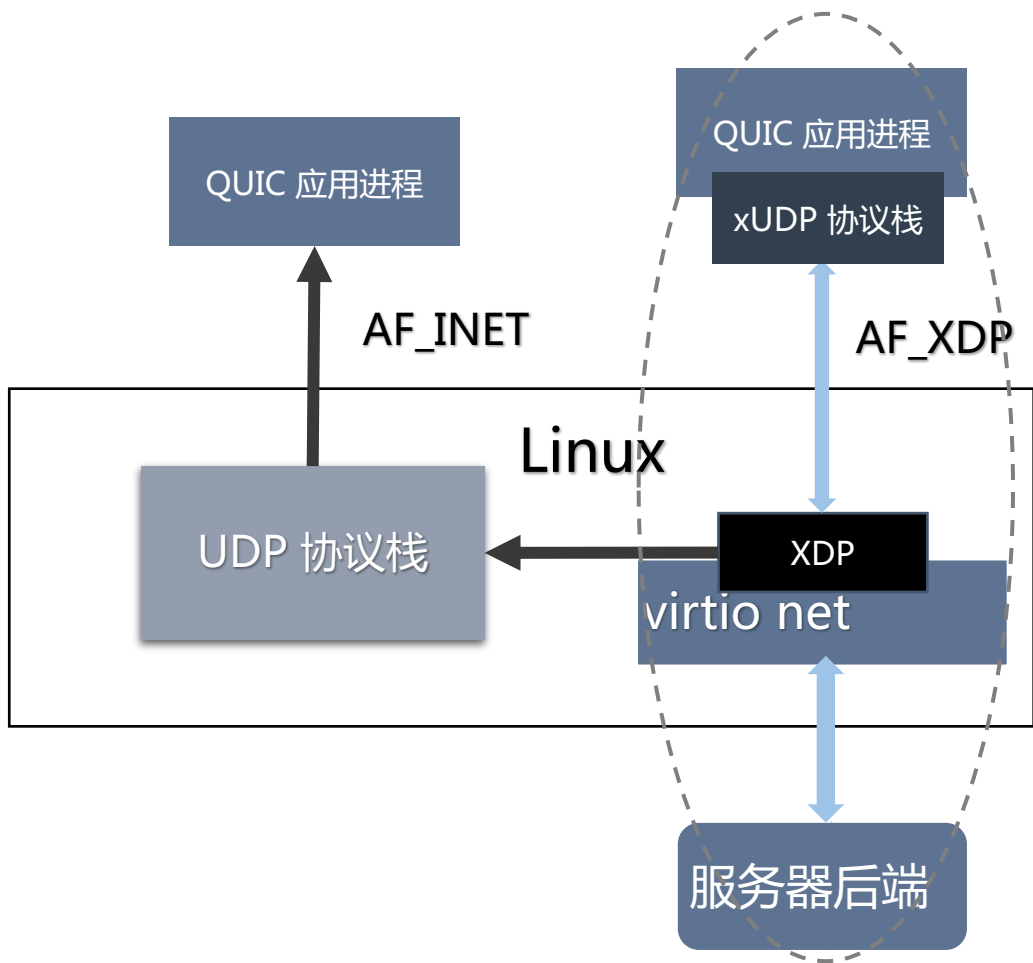 QUIC 应用进程
QUIC 应用进程
xUDP 协议栈
AF_INET
AF_XDP
Linux
UDP 协议栈
XDP
virtio net
服务器后端